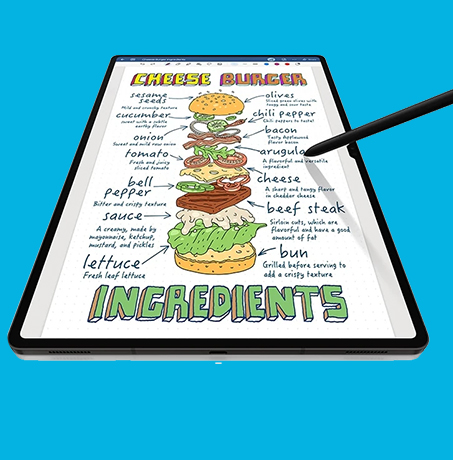 CHEESE BURGER
sesame
seeds
Mild and crunchy texture
cucumber
sweet with a subtle
earthy flavor
onion
Sweet and mild raw onion
tomato
Fresh and juicy
sliced tomato
bell
pepper
Bitter and crispy texture
sauce
A creamy, made by
mayonnaise, ketchup,
mustard, and pickles
lettuce
Fresh leaf lettuce
olives
Sliced green olives with
tangy and sour taste
chili pepper
Chili peppers to taste!
bacon
Tasty Applewood
flavor bacon
arugula
A flavorful and versatile
ingredient
cheese
A sharp and tangy flavor
in cheddar cheese
beef steak
Sirloin cuts, which are
flavorful and have a good
amount of fat
bun
Grilled before serving to
add a crispy texture
INGREDIENTS